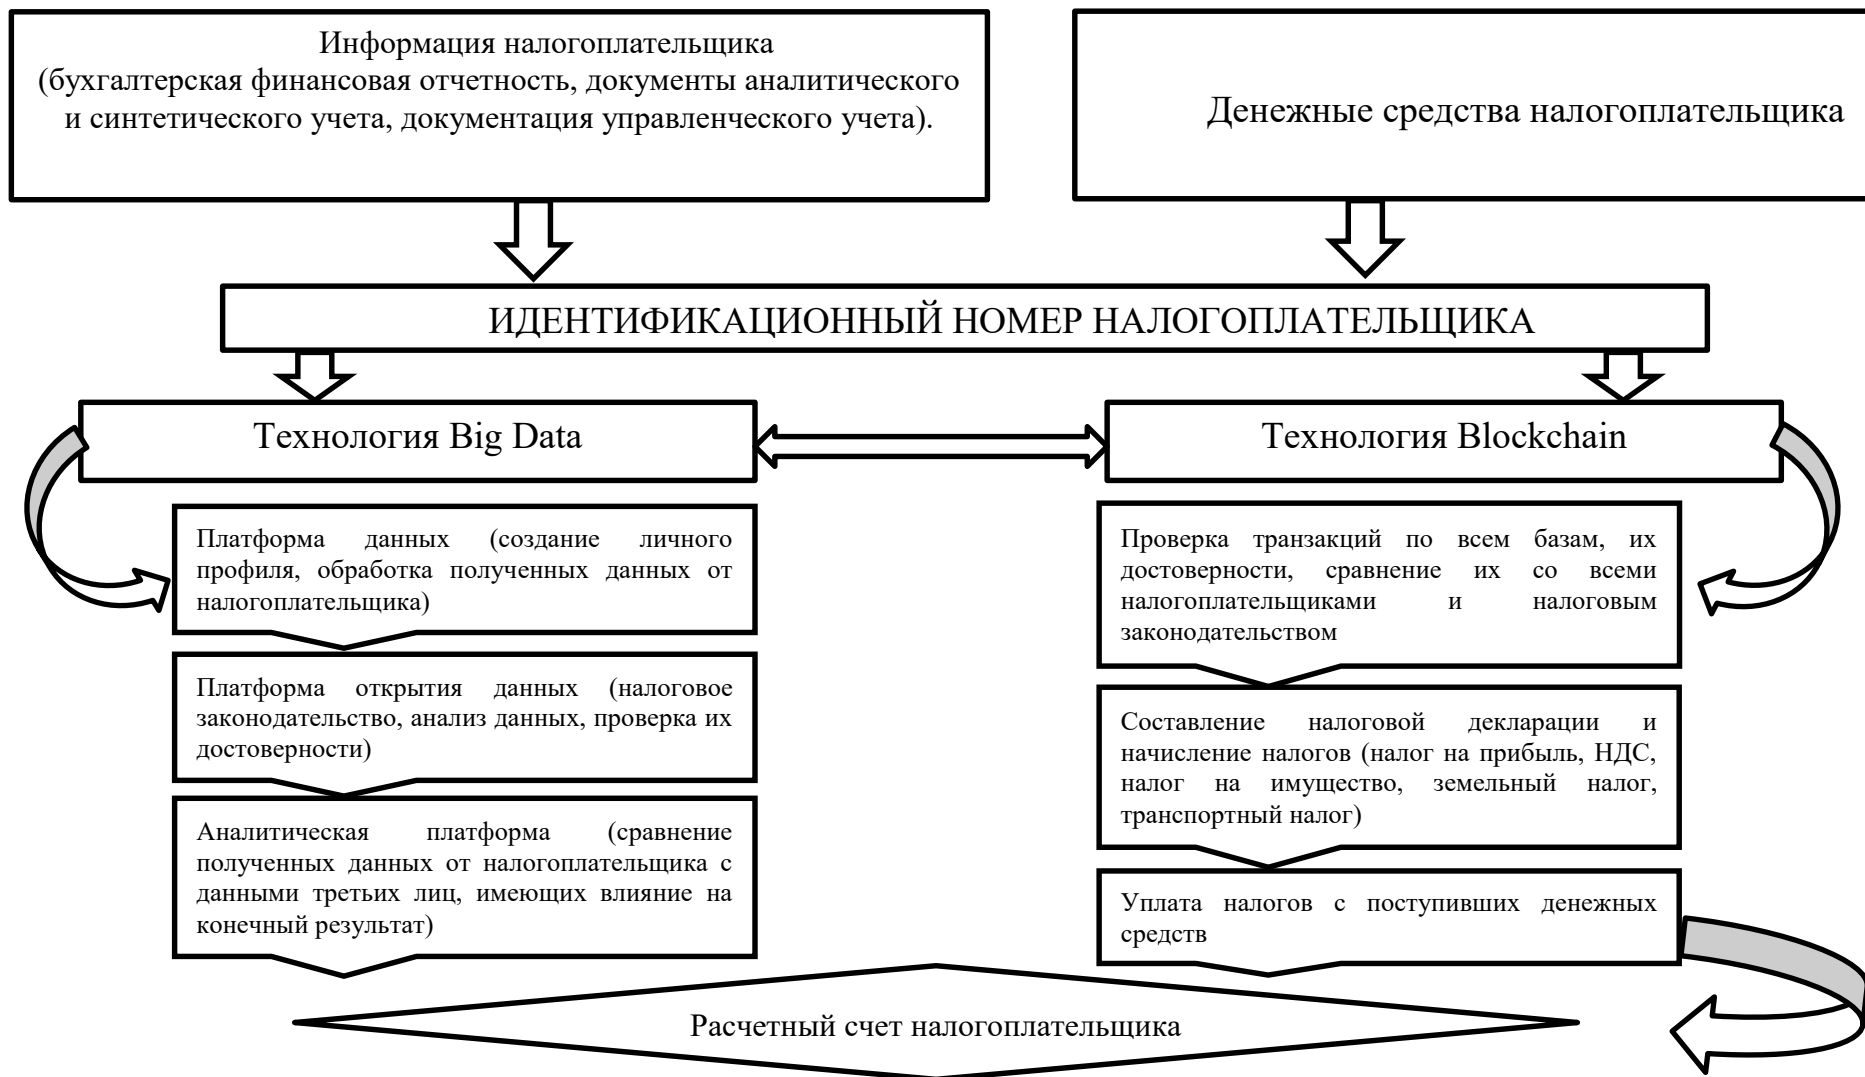 Информация налогоплательщика
(бухгалтерская финансовая отчетность, документы аналитического
и синтетического учета, документация управленческого учета).
Денежные средства налогоплательщика
ИДЕНТИФИКАЦИОННЫЙ НОМЕР НАЛОГОПЛАТЕЛЬЩИКА
Технология Big Data
Технология Blockchain
Платформа данных (создание личного
профиля, обработка полученных данных от
налогоплательщика)
Платформа открытия данных (налоговое
законодательство, анализ данных, проверка их
достоверности)
Аналитическая платформа (сравнение
полученных данных от налогоплательщика с
данными третьих лиц, имеющих влияние на
конечный результат)
Проверка транзакций по всем базам, их
достоверности, сравнение их со всеми
налогоплательщиками и налоговым
законодательством
Составление налоговой декларации и
начисление налогов (налог на прибыль, НДС,
налог на имущество, земельный налог,
транспортный налог)
Уплата налогов с поступивших денежных
средств
Расчетный счет налогоплательщика